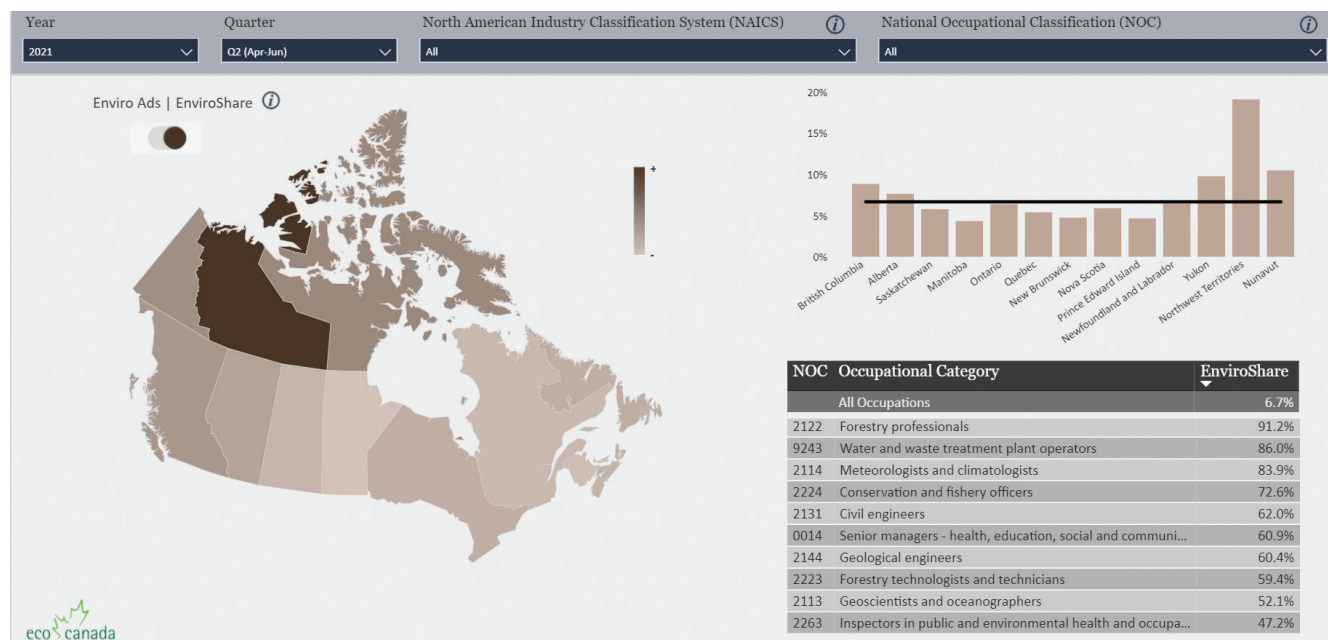 Year
Quarter
North American Industry Classification System (NAICS)
i
National Occupational Classification (NOC)
i
2021
Q2 (Apr-Jun)
All
All
Enviro Ads | EnviroShare
i
+
-
20%
15%
10%
5%
0%
British Columbia
Alberta
Saskatchewan
Manitoba
Ontario
Quebec
New Brunswick
Nova Scotia
Prince Edward Island
Newfoundland and Labrador
Yukon
Northwest Territories
Nunavut
NOC Occupational Category EnviroShare
All Occupations 6.7%
2122 Forestry professionals 91.2%
9243 Water and waste treatment plant operators 86.0%
2114 Meteorologists and climatologists 83.9%
2224 Conservation and fishery officers 72.6%
2131 Civil engineers 62.0%
0014 Senior managers - health, education, social and communi... 60.9%
2144 Geological engineers 60.4%
2223 Forestry technologists and technicians 59.4%
2113 Geoscientists and oceanographers 52.1%
2263 Inspectors in public and environmental health and occupa... 47.2%
eco canada